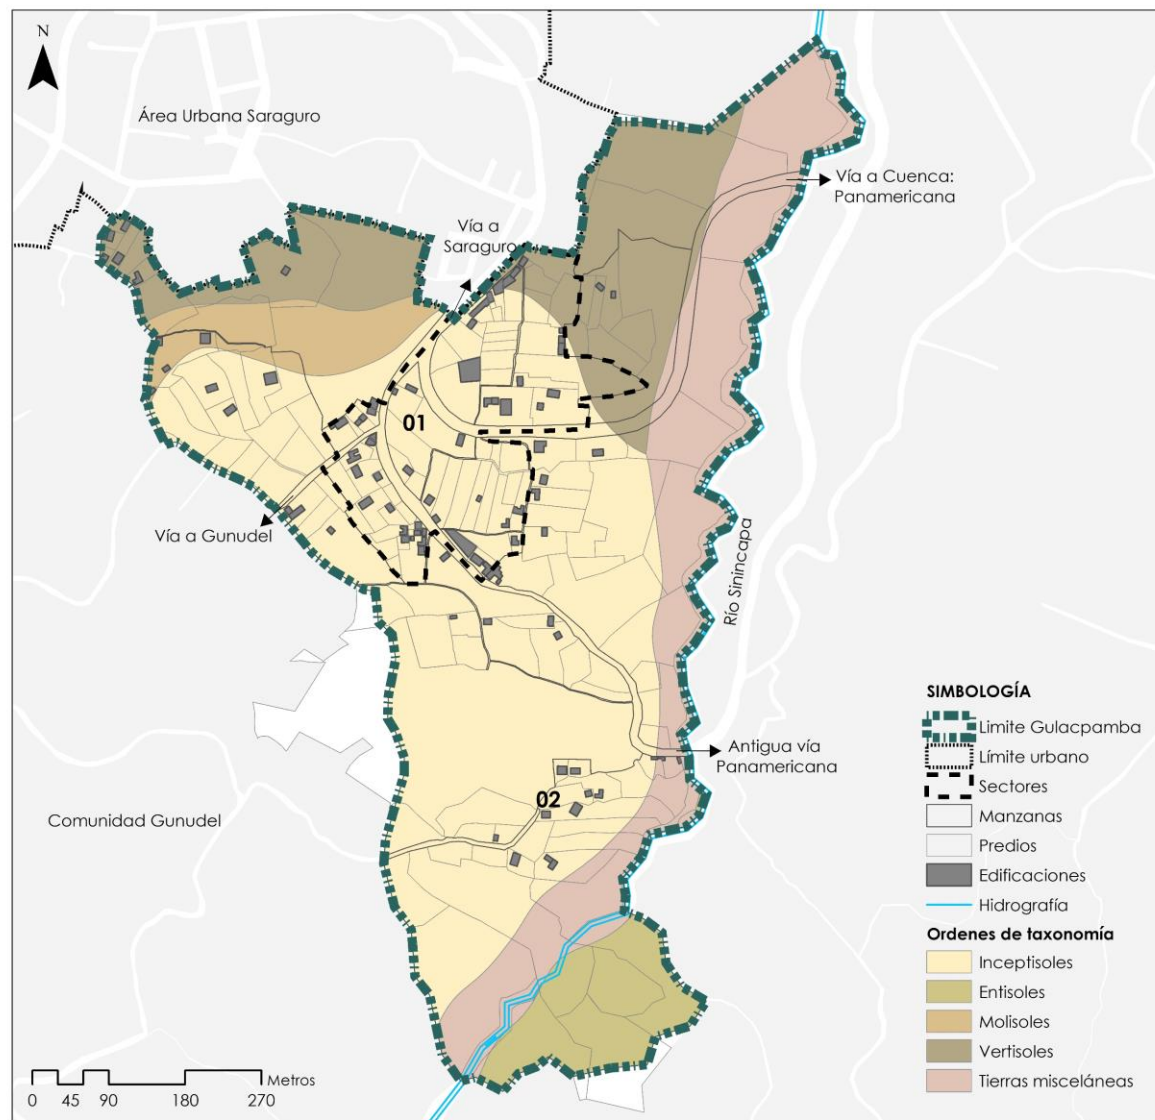 N
Área Urbana Saraguro
Vía a Cuenca:
Panamericana
Vía a
Saraguro
01
Vía a Gunudel
Río Sinincapa
Antigua vía
Panamericana
02
Comunidad Gunudel
SIMBOLOGÍA
Limite Gulacpamba
Límite urbano
Sectores
Manzanas
Predios
Edificaciones
Hidrografía
Ordenes de taxonomía
Inceptisoles
Entisoles
Molisoles
Vertisoles
Tierras misceláneas
0 45 90 180 270 Metros